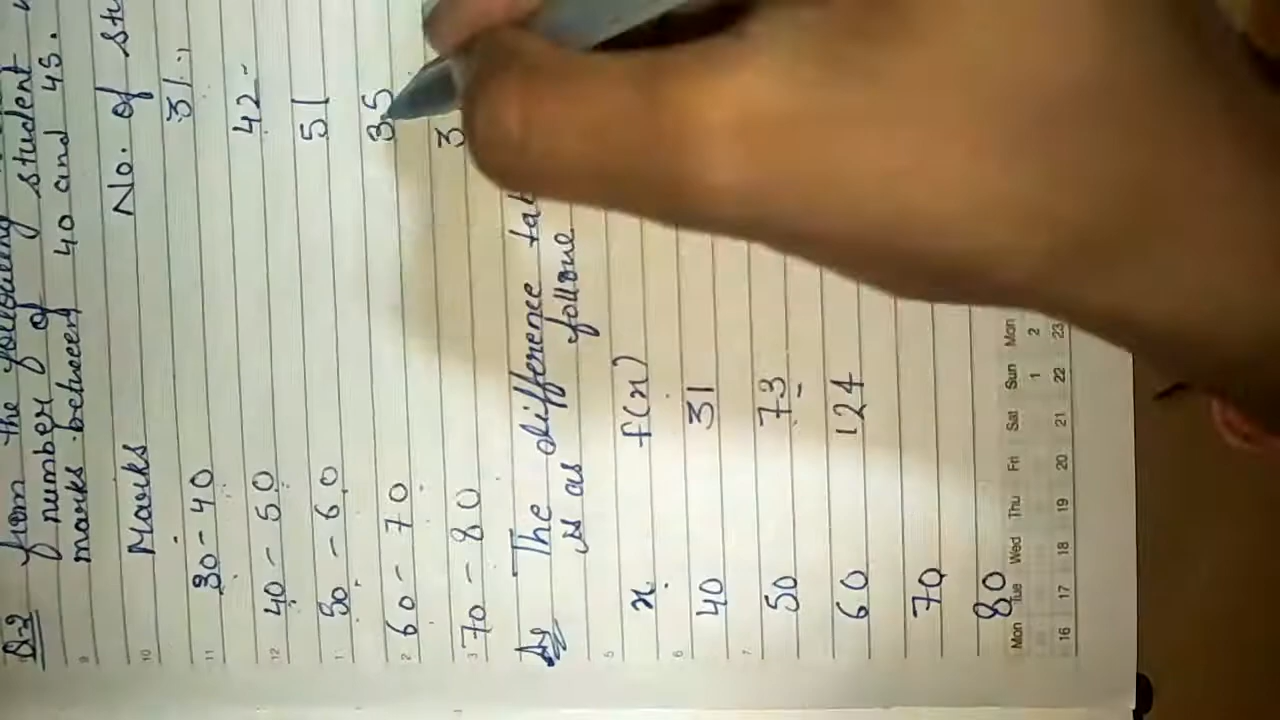 Q-2 from the following
number of student
marks between 40 and 45.
Marks No. of
30-40 31
40-50 42
50-60 51
60-70 35
70-80 3
The difference
is as follows
x f(x)
40 31
50 73
60 124
70
80
Mon Tue Wed Thu Fri Sat Sun Mon
1 2
16 17 18 19 20 21 22 23